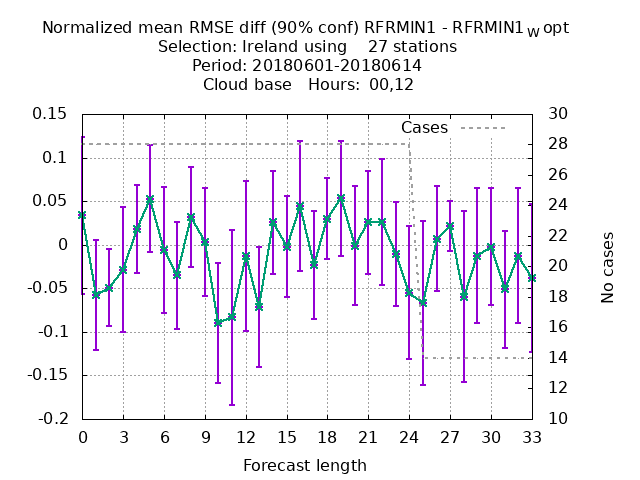 Normalized mean RMSE diff (90% conf) RFRMIN1 - RFRMIN1wopt
Selection: Ireland using 27 stations
Period: 20180601-20180614
Cloud base Hours: 00,12
Cases
0.15
0.1
0.05
0
-0.05
-0.1
-0.15
-0.2
30
28
26
24
22
20
18
16
14
12
10
No cases
0 3 6 9 12 15 18 21 24 27 30 33
Forecast length